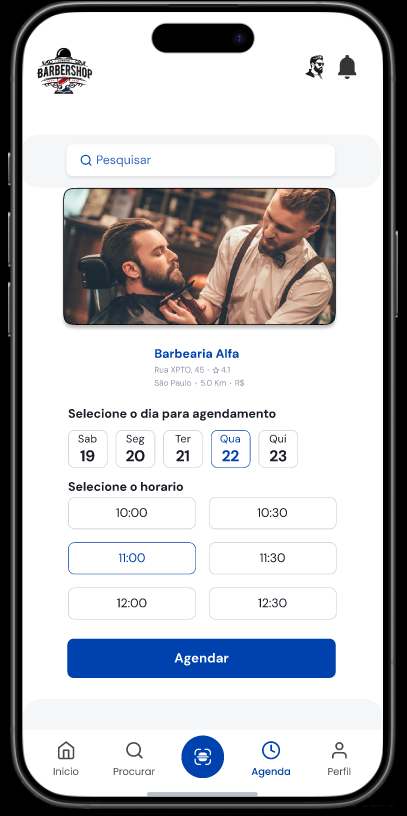 BARBERSHOP
Pesquisar
Barbearia Alfa
Rua XPTO, 45 - ☆ 4.1
São Paulo - 5.0 Km - R$
Selecione o dia para agendamento
Sab Seg Ter Qua Qui
19 20 21 22 23
Selecione o horario
10:00 10:30
11:00 11:30
12:00 12:30
Agendar
Inicio Procurar Agenda Perfil